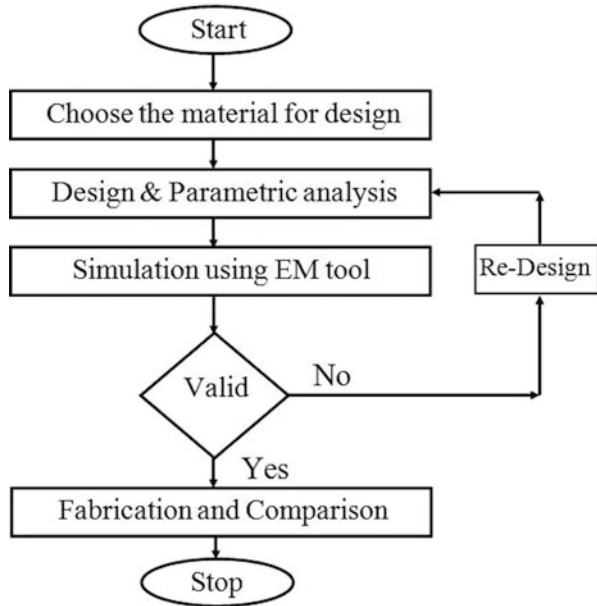 Start
Choose the material for design
Design & Parametric analysis
Simulation using EM tool
Re-Design
Valid
No
Yes
Fabrication and Comparison
Stop